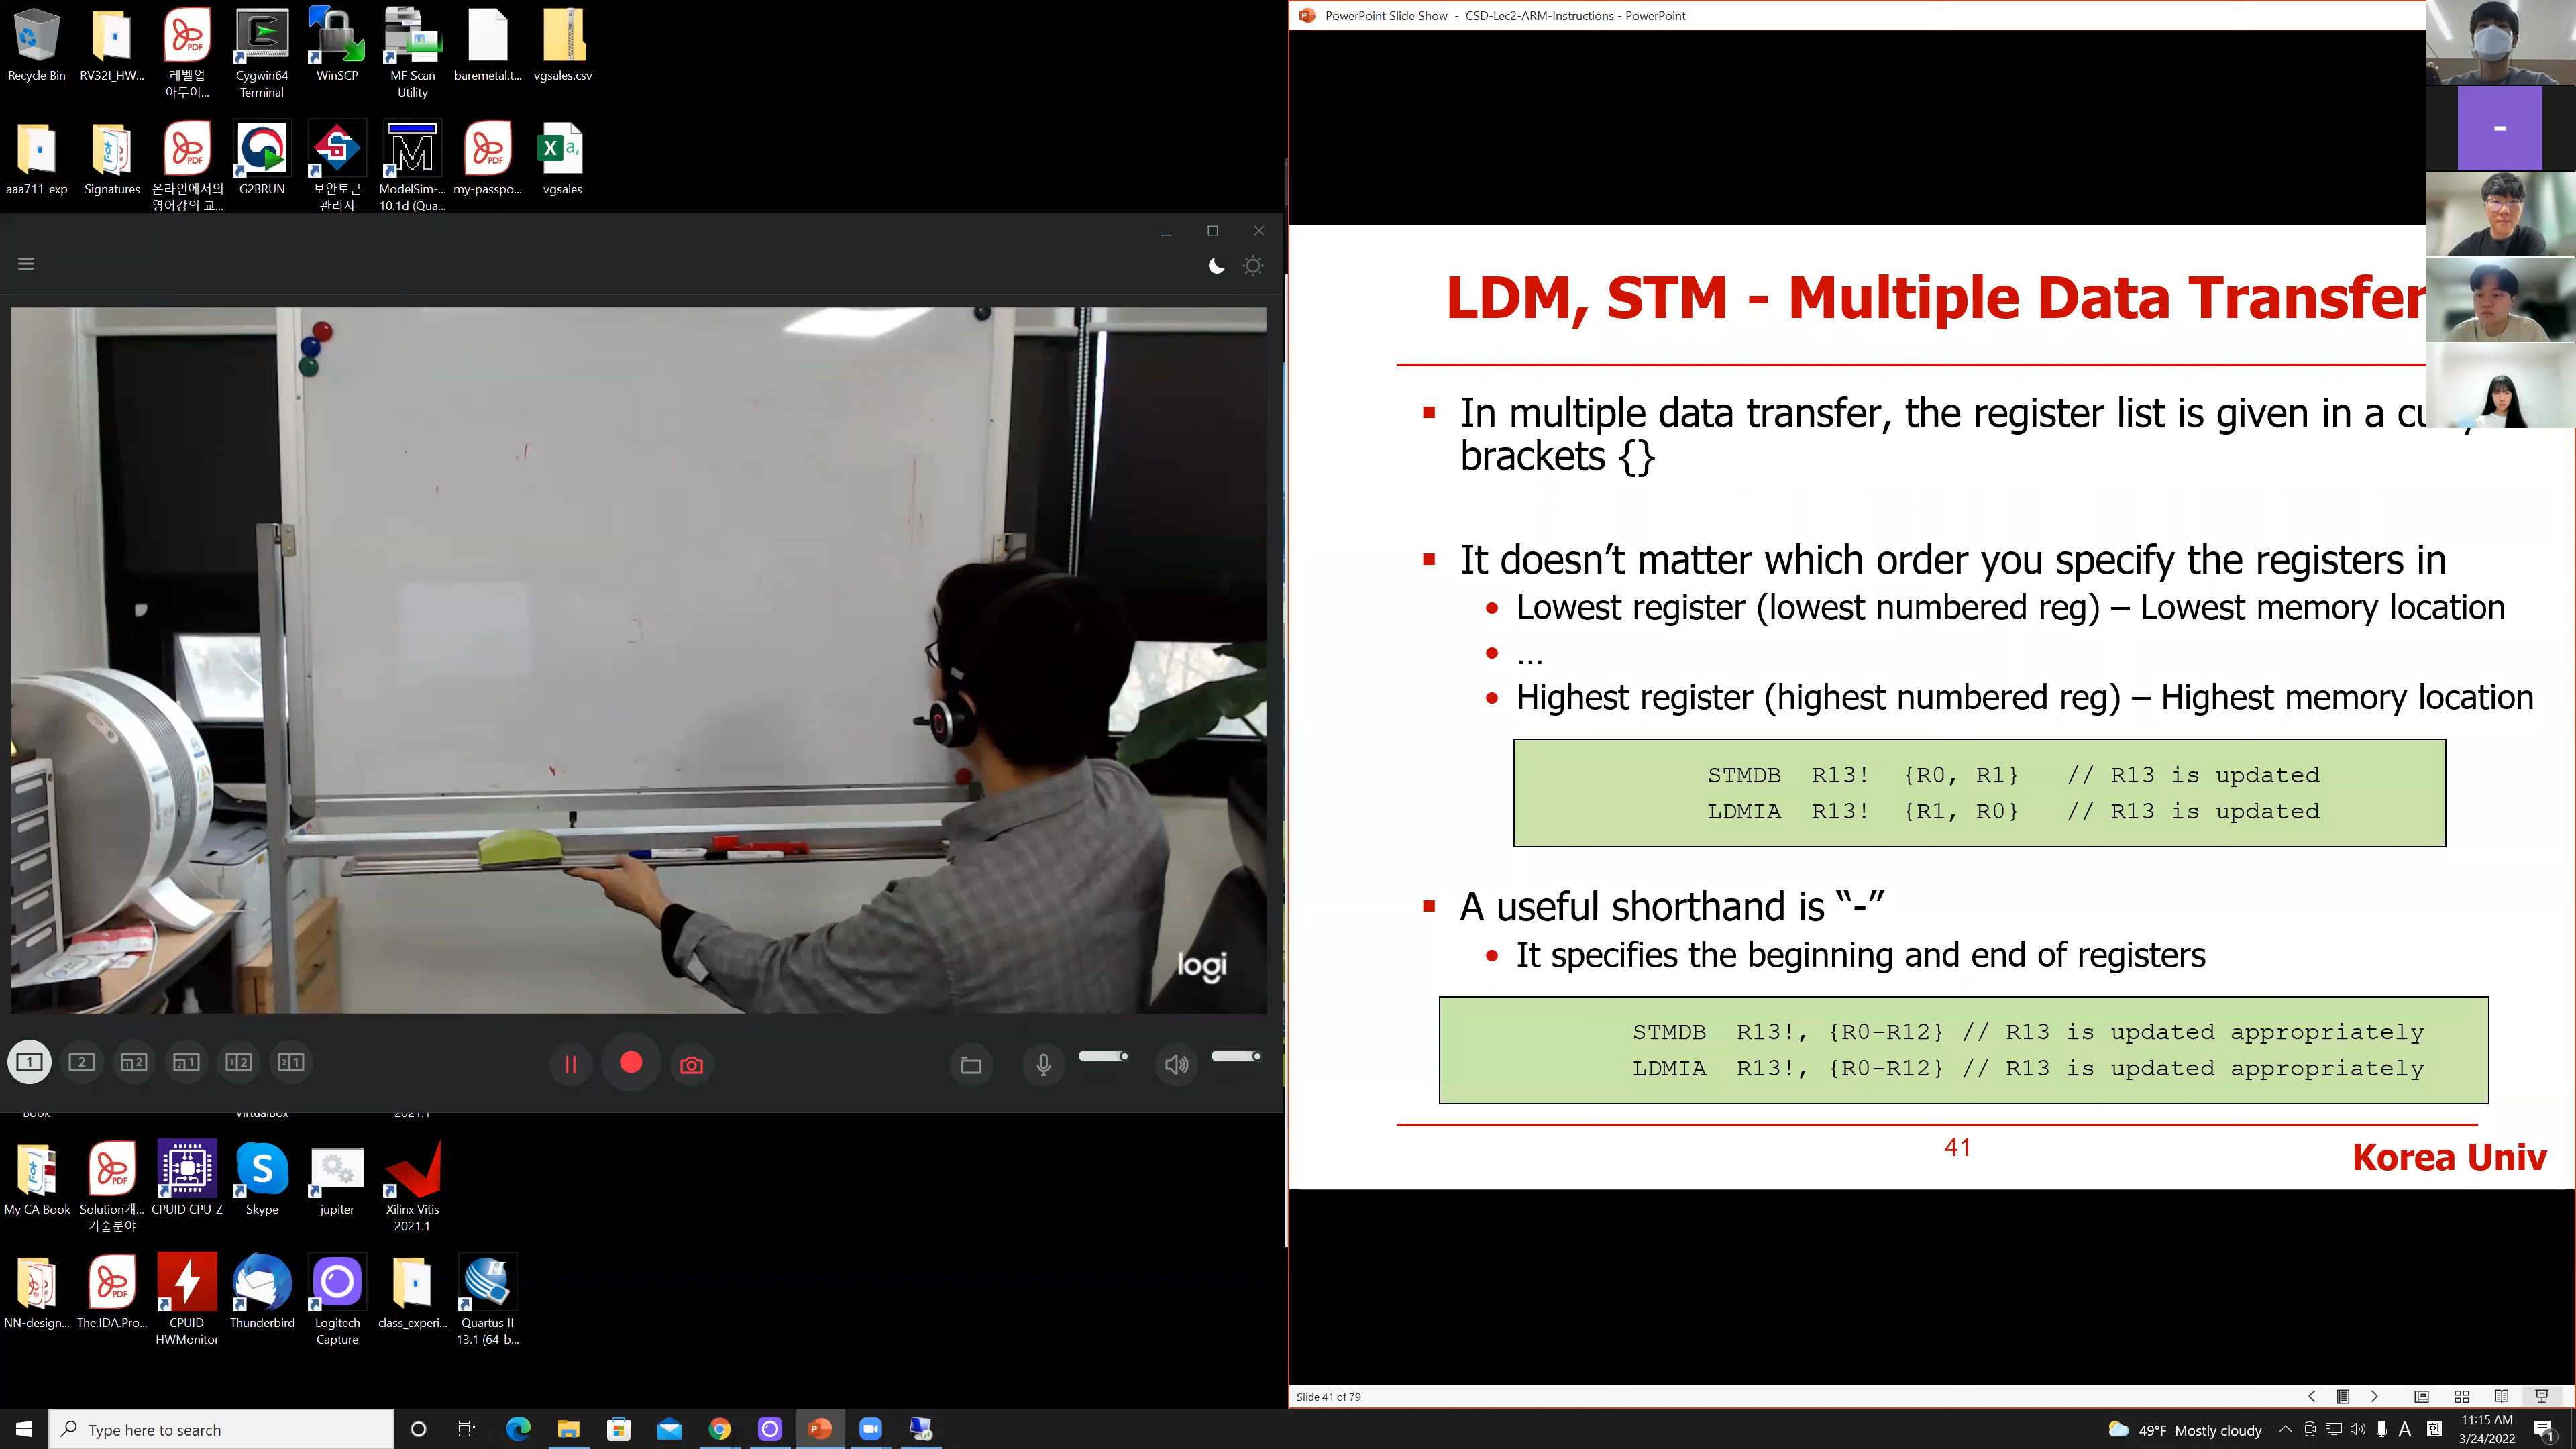 Recycle Bin
RV32I_HW...
레벨업
아두이...
Cygwin64
Terminal
WinSCP
MF Scan
Utility
baremetal.t...
vgsales.csv
aaa711_exp
Signatures
온라인에서의
영어강의 교...
G2BRUN
보안토큰
관리자
ModelSim-...
10.1d (Qua...
my-passpo...
vgsales
logi
Book
VirtualBox
2021.1
My CA Book
Solution개...
기술분야
CPUID CPU-Z
Skype
jupiter
Xilinx Vitis
2021.1
NN-design...
The.IDA.Pro...
CPUID
HWMonitor
Thunderbird
Logitech
Capture
class_experi...
Quartus II
13.1 (64-b...
PowerPoint Slide Show - CSD-Lec2-ARM-Instructions - PowerPoint
LDM, STM - Multiple Data Transfer
In multiple data transfer, the register list is given in a
brackets {}
It doesn’t matter which order you specify the registers in
Lowest register (lowest numbered reg) – Lowest memory location
...
Highest register (highest numbered reg) – Highest memory location
STMDB R13! {R0, R1} // R13 is updated
LDMIA R13! {R1, R0} // R13 is updated
A useful shorthand is “-”
It specifies the beginning and end of registers
STMDB R13!, {R0-R12} // R13 is updated appropriately
LDMIA R13!, {R0-R12} // R13 is updated appropriately
41
Korea Univ
Slide 41 of 79
Type here to search
49°F Mostly cloudy
A
한
11:15 AM
3/24/2022
1